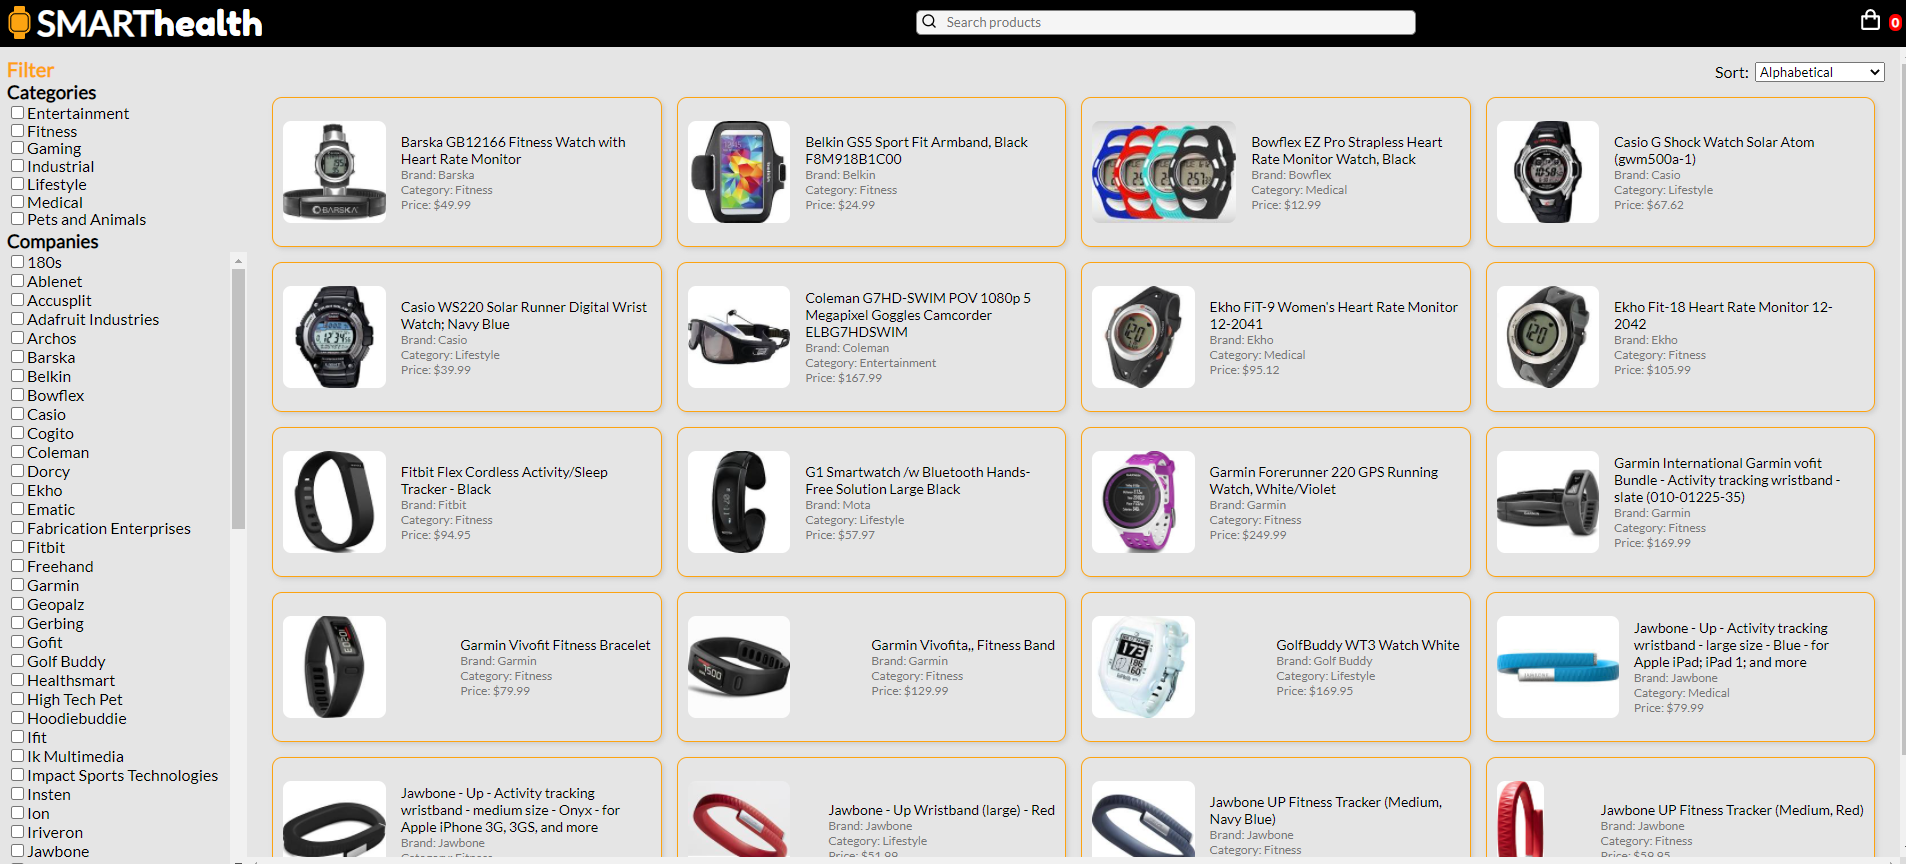 SMARThealth
Search products
0
Filter
Categories
Entertainment
Fitness
Gaming
Industrial
Lifestyle
Medical
Pets and Animals
Companies
180s
Ablenet
Accusplit
Adafruit Industries
Archos
Barska
Belkin
Bowflex
Casio
Cogito
Coleman
Dorcy
Ekho
Ematic
Fabrication Enterprises
Fitbit
Freehand
Garmin
Geopalz
Gerbing
Gofit
Golf Buddy
Healthsmart
High Tech Pet
Hoodiebuddie
Ifit
Ik Multimedia
Impact Sports Technologies
Insten
Ion
Iriveron
Jawbone
Sort: Alphabetical
BARSKA
Barska GB12166 Fitness Watch with
Heart Rate Monitor
Brand: Barska
Category: Fitness
Price: $49.99
Belkin GS5 Sport Fit Armband, Black
F8M918B1C00
Brand: Belkin
Category: Fitness
Price: $24.99
Bowflex EZ Pro Strapless Heart
Rate Monitor Watch, Black
Brand: Bowflex
Category: Medical
Price: $12.99
Casio G Shock Watch Solar Atom
(gwm500a-1)
Brand: Casio
Category: Lifestyle
Price: $67.62
Casio WS220 Solar Runner Digital Wrist
Watch; Navy Blue
Brand: Casio
Category: Lifestyle
Price: $39.99
Coleman G7HD-SWIM POV 1080p 5
Megapixel Goggles Camcorder
ELBG7HDSWIM
Brand: Coleman
Category: Entertainment
Price: $167.99
120
Ekho FiT-9 Women's Heart Rate Monitor
12-2041
Brand: Ekho
Category: Medical
Price: $95.12
120
Ekho Fit-18 Heart Rate Monitor 12-
2042
Brand: Ekho
Category: Fitness
Price: $105.99
Fitbit Flex Cordless Activity/Sleep
Tracker - Black
Brand: Fitbit
Category: Fitness
Price: $94.95
G1 Smartwatch /w Bluetooth Hands-
Free Solution Large Black
Brand: Mota
Category: Lifestyle
Price: $57.97
Garmin Forerunner 220 GPS Running
Watch, White/Violet
Brand: Garmin
Category: Fitness
Price: $249.99
Garmin International Garmin vofit
Bundle - Activity tracking wristband -
slate (010-01225-35)
Brand: Garmin
Category: Fitness
Price: $169.99
Garmin Vivofit Fitness Bracelet
Brand: Garmin
Category: Fitness
Price: $79.99
Garmin Vivofita,, Fitness Band
Brand: Garmin
Category: Fitness
Price: $129.99
173
GolfBuddy WT3 Watch White
Brand: Golf Buddy
Category: Lifestyle
Price: $169.95
JAWBONE
Jawbone - Up - Activity tracking
wristband - large size - Blue - for
Apple iPad; iPad 1; and more
Brand: Jawbone
Category: Medical
Price: $79.99
Jawbone - Up - Activity tracking
wristband - medium size - Onyx - for
Apple iPhone 3G, 3GS, and more
Brand: Jawbone
Category: Fitness
Jawbone - Up Wristband (large) - Red
Brand: Jawbone
Category: Lifestyle
Price: $51.99
Jawbone UP Fitness Tracker (Medium,
Navy Blue)
Brand: Jawbone
Category: Fitness
Jawbone UP Fitness Tracker (Medium, Red)
Brand: Jawbone
Category: Fitness
Price: $59.95